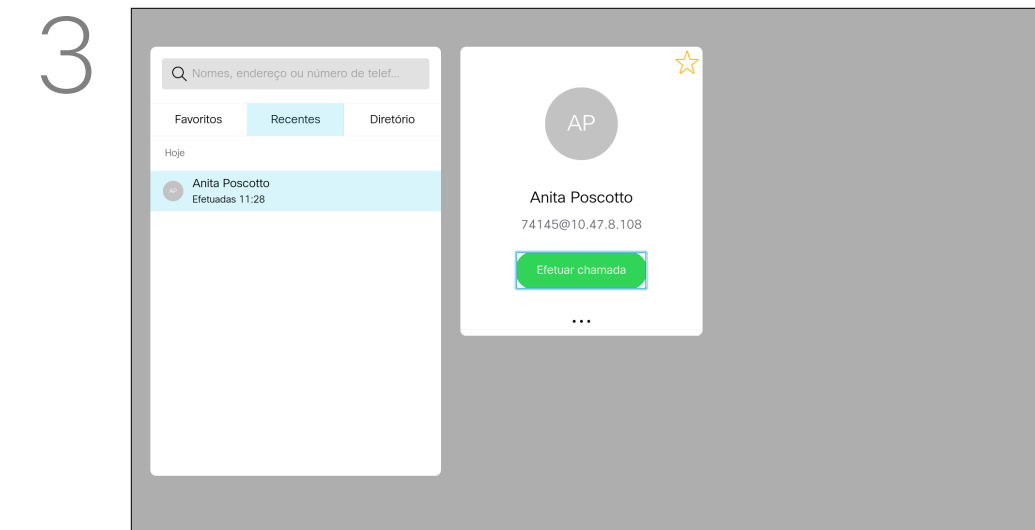 3
Nomes, endereço ou número de telef...
Favoritos Recentes Diretório
Hoje
AP
Anita Poscotto
Efetuadas 11:28
AP
Anita Poscotto
74145@10.47.8.108
Efetuar chamada
...